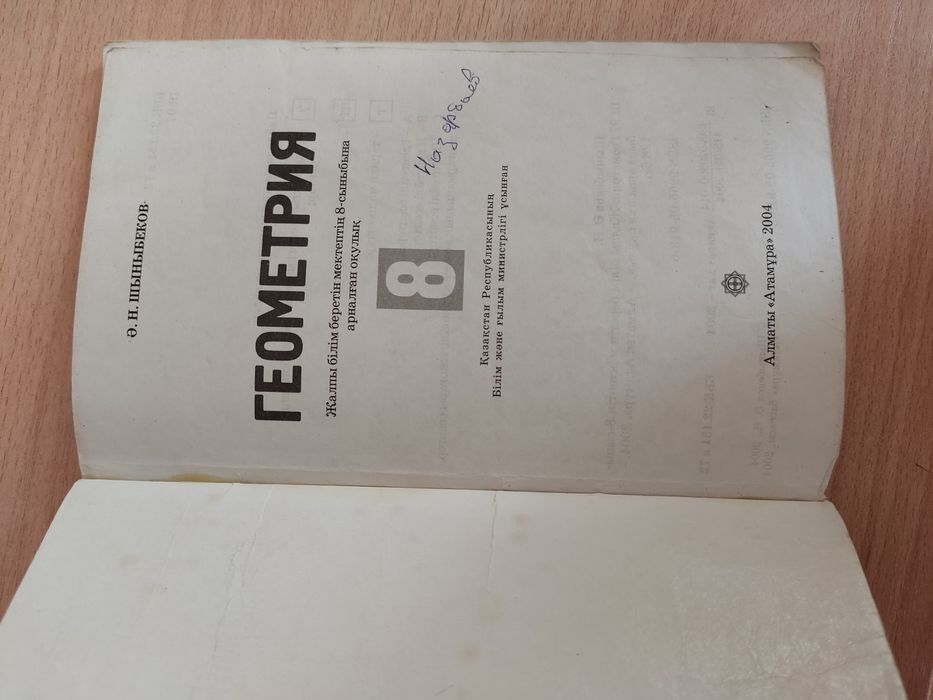 Ә. Н. ШЫНЫБЕКОВ
ГЕОМЕТРИЯ
Жалпы білім беретін мектептің 8-сыныбына
арналған оқулық
8
Қазақстан Республикасының
Білім және ғылым министрлігі ұсынған
Алматы «Атамұра» 2004